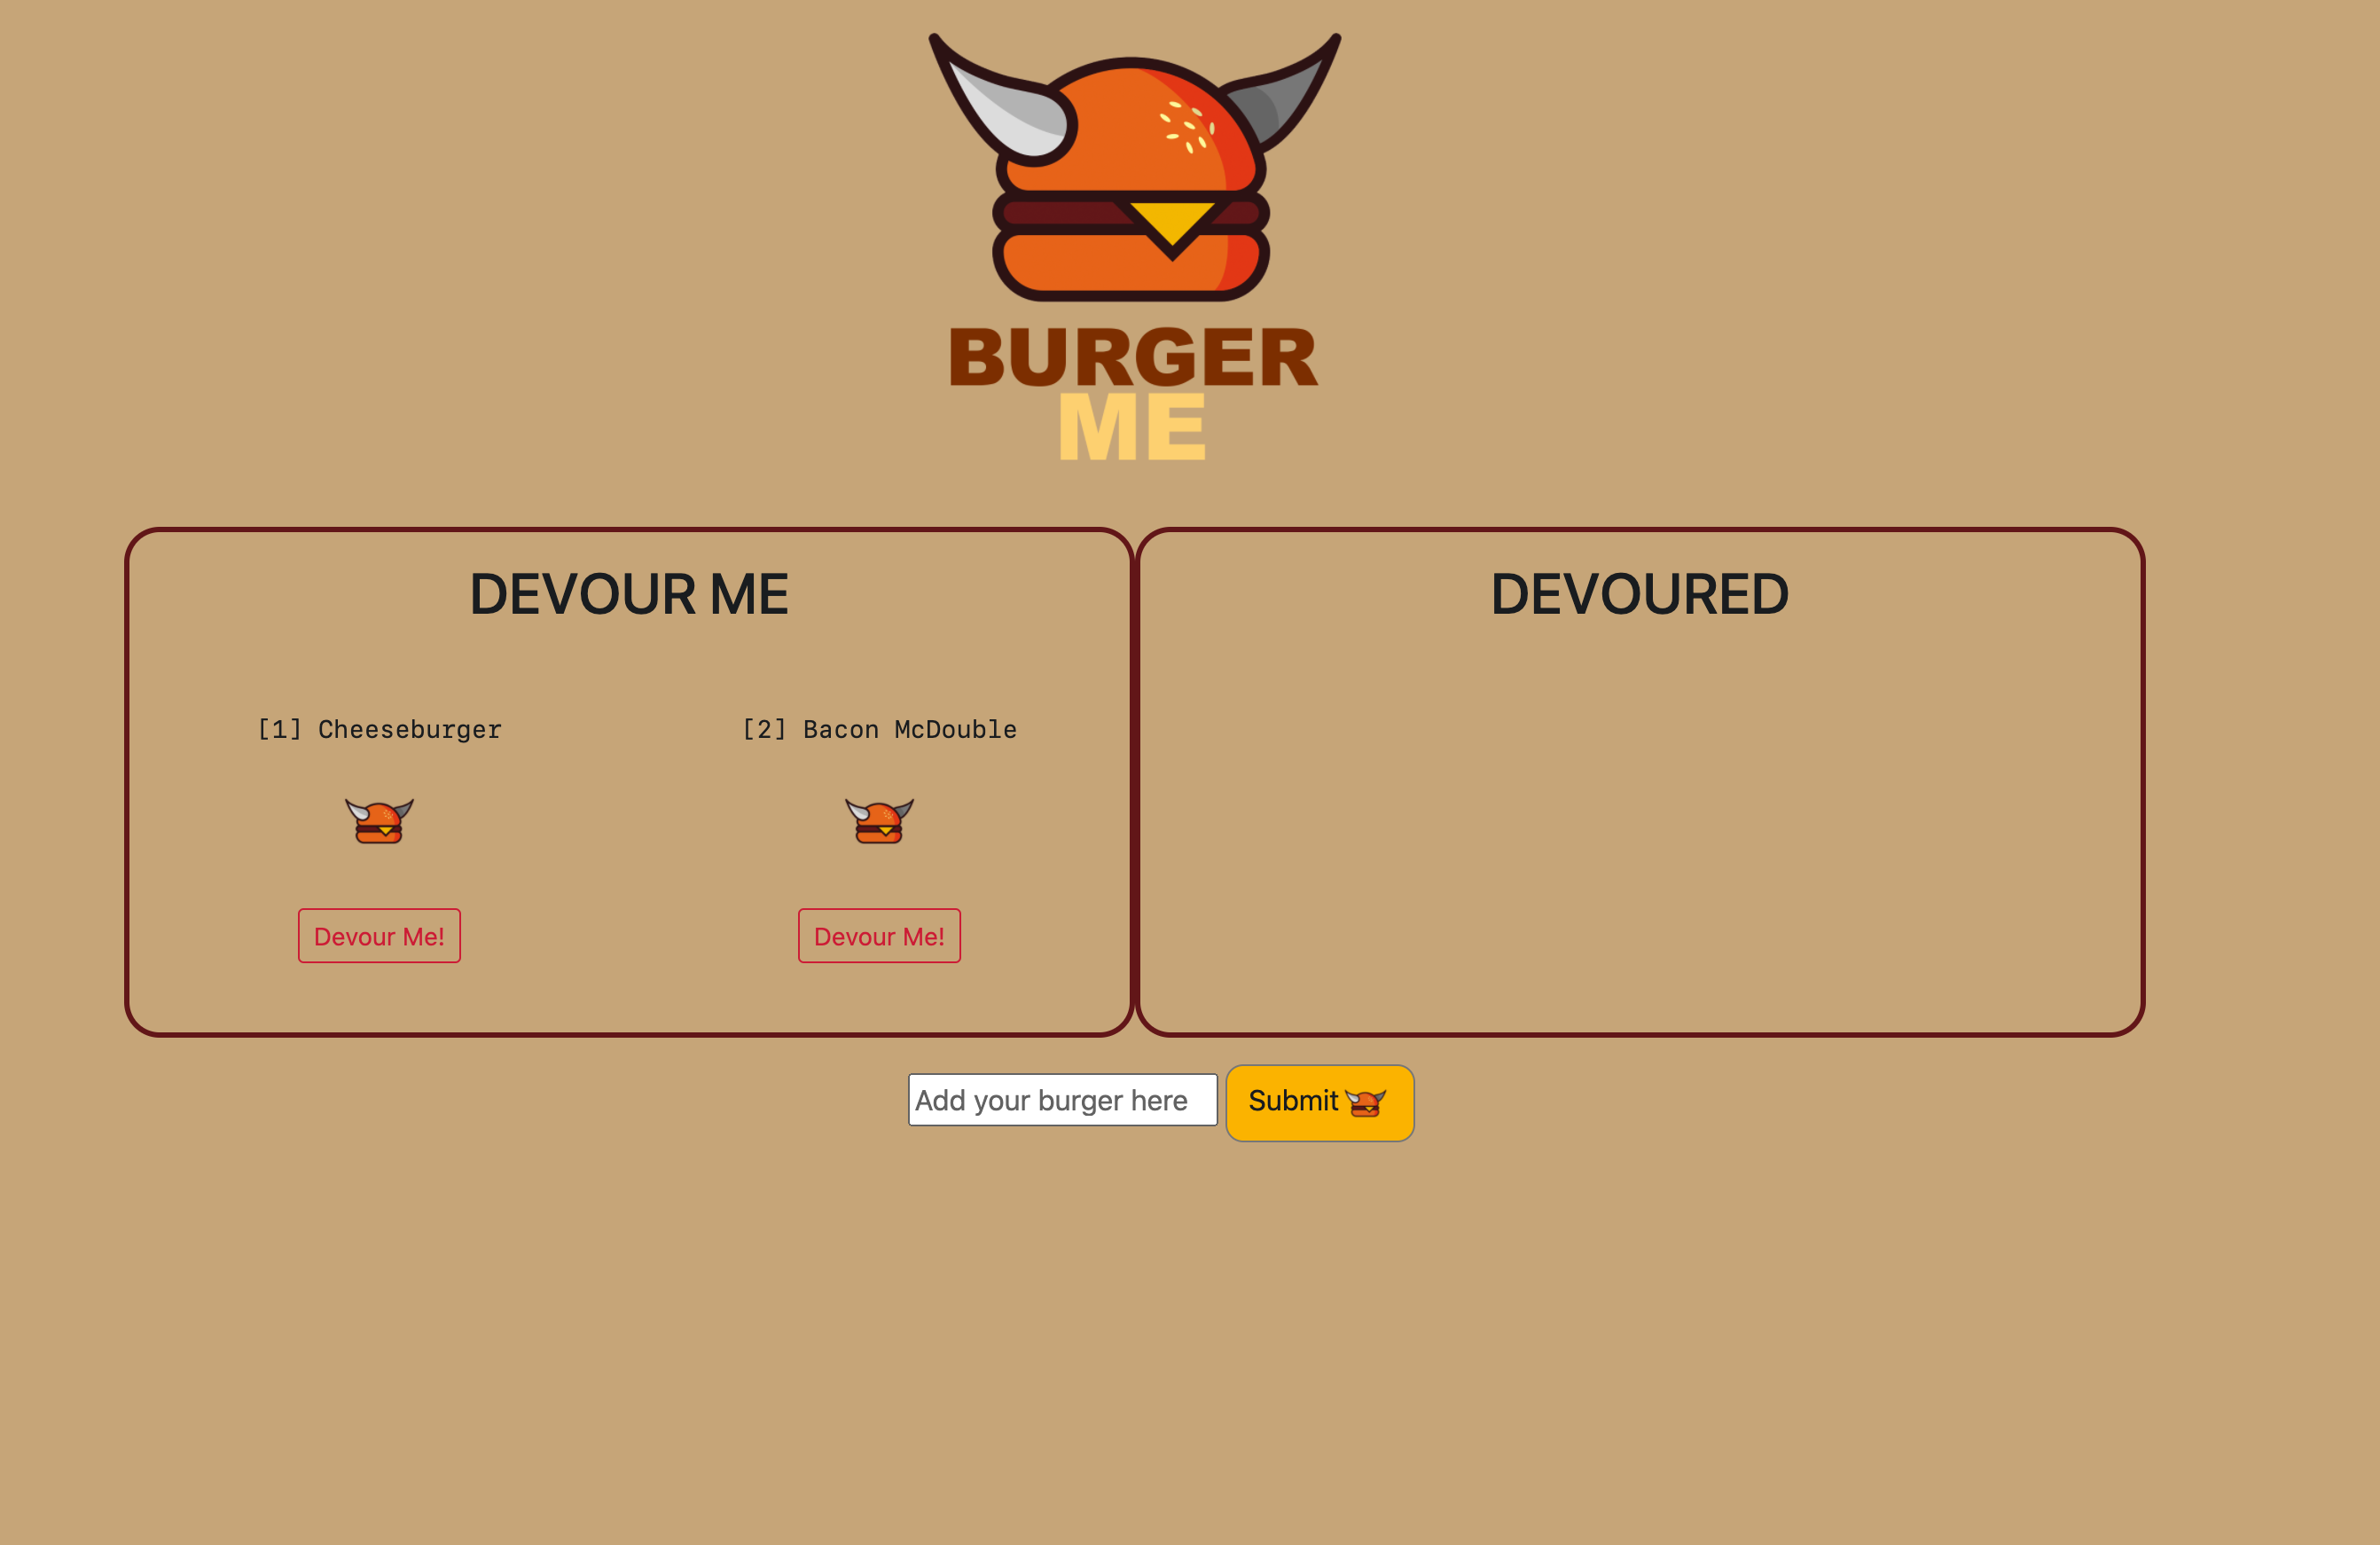 BURGER
ME
DEVOUR ME
[1] Cheeseburger
[2] Bacon McDouble
Devour Me!
Devour Me!
DEVOURED
Add your burger here
Submit